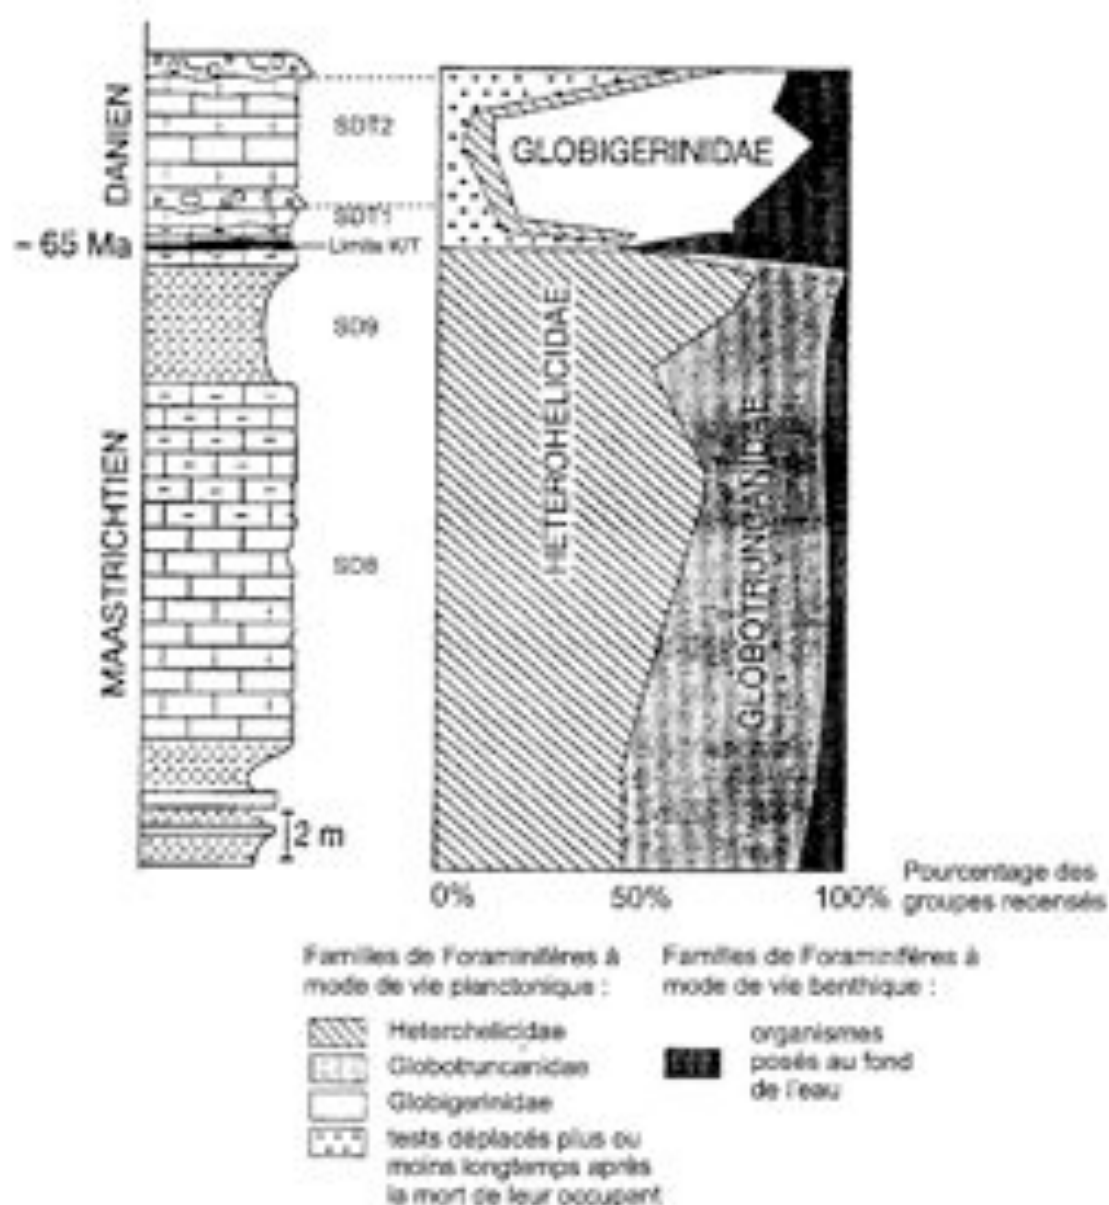 DANIEN
SDT2
SDT1
≈ 65 Ma
Limite K/T
SD9
MAASTRICHTIEN
SD8
2 m
GLOBIGERINIDAE
HETEROHELICIDAE
GLOBOTRUNCANIDAE
0% 50% 100%
Pourcentage des
groupes recensés
Familles de Foraminifères à
mode de vie planctonique :
Heterohelicidae
Globotruncanidae
Globigerinidae
tests déplacés plus ou
moins longtemps après
la mort de leur occupant
Familles de Foraminifères à
mode de vie benthique :
organismes
posés au fond
de l'eau